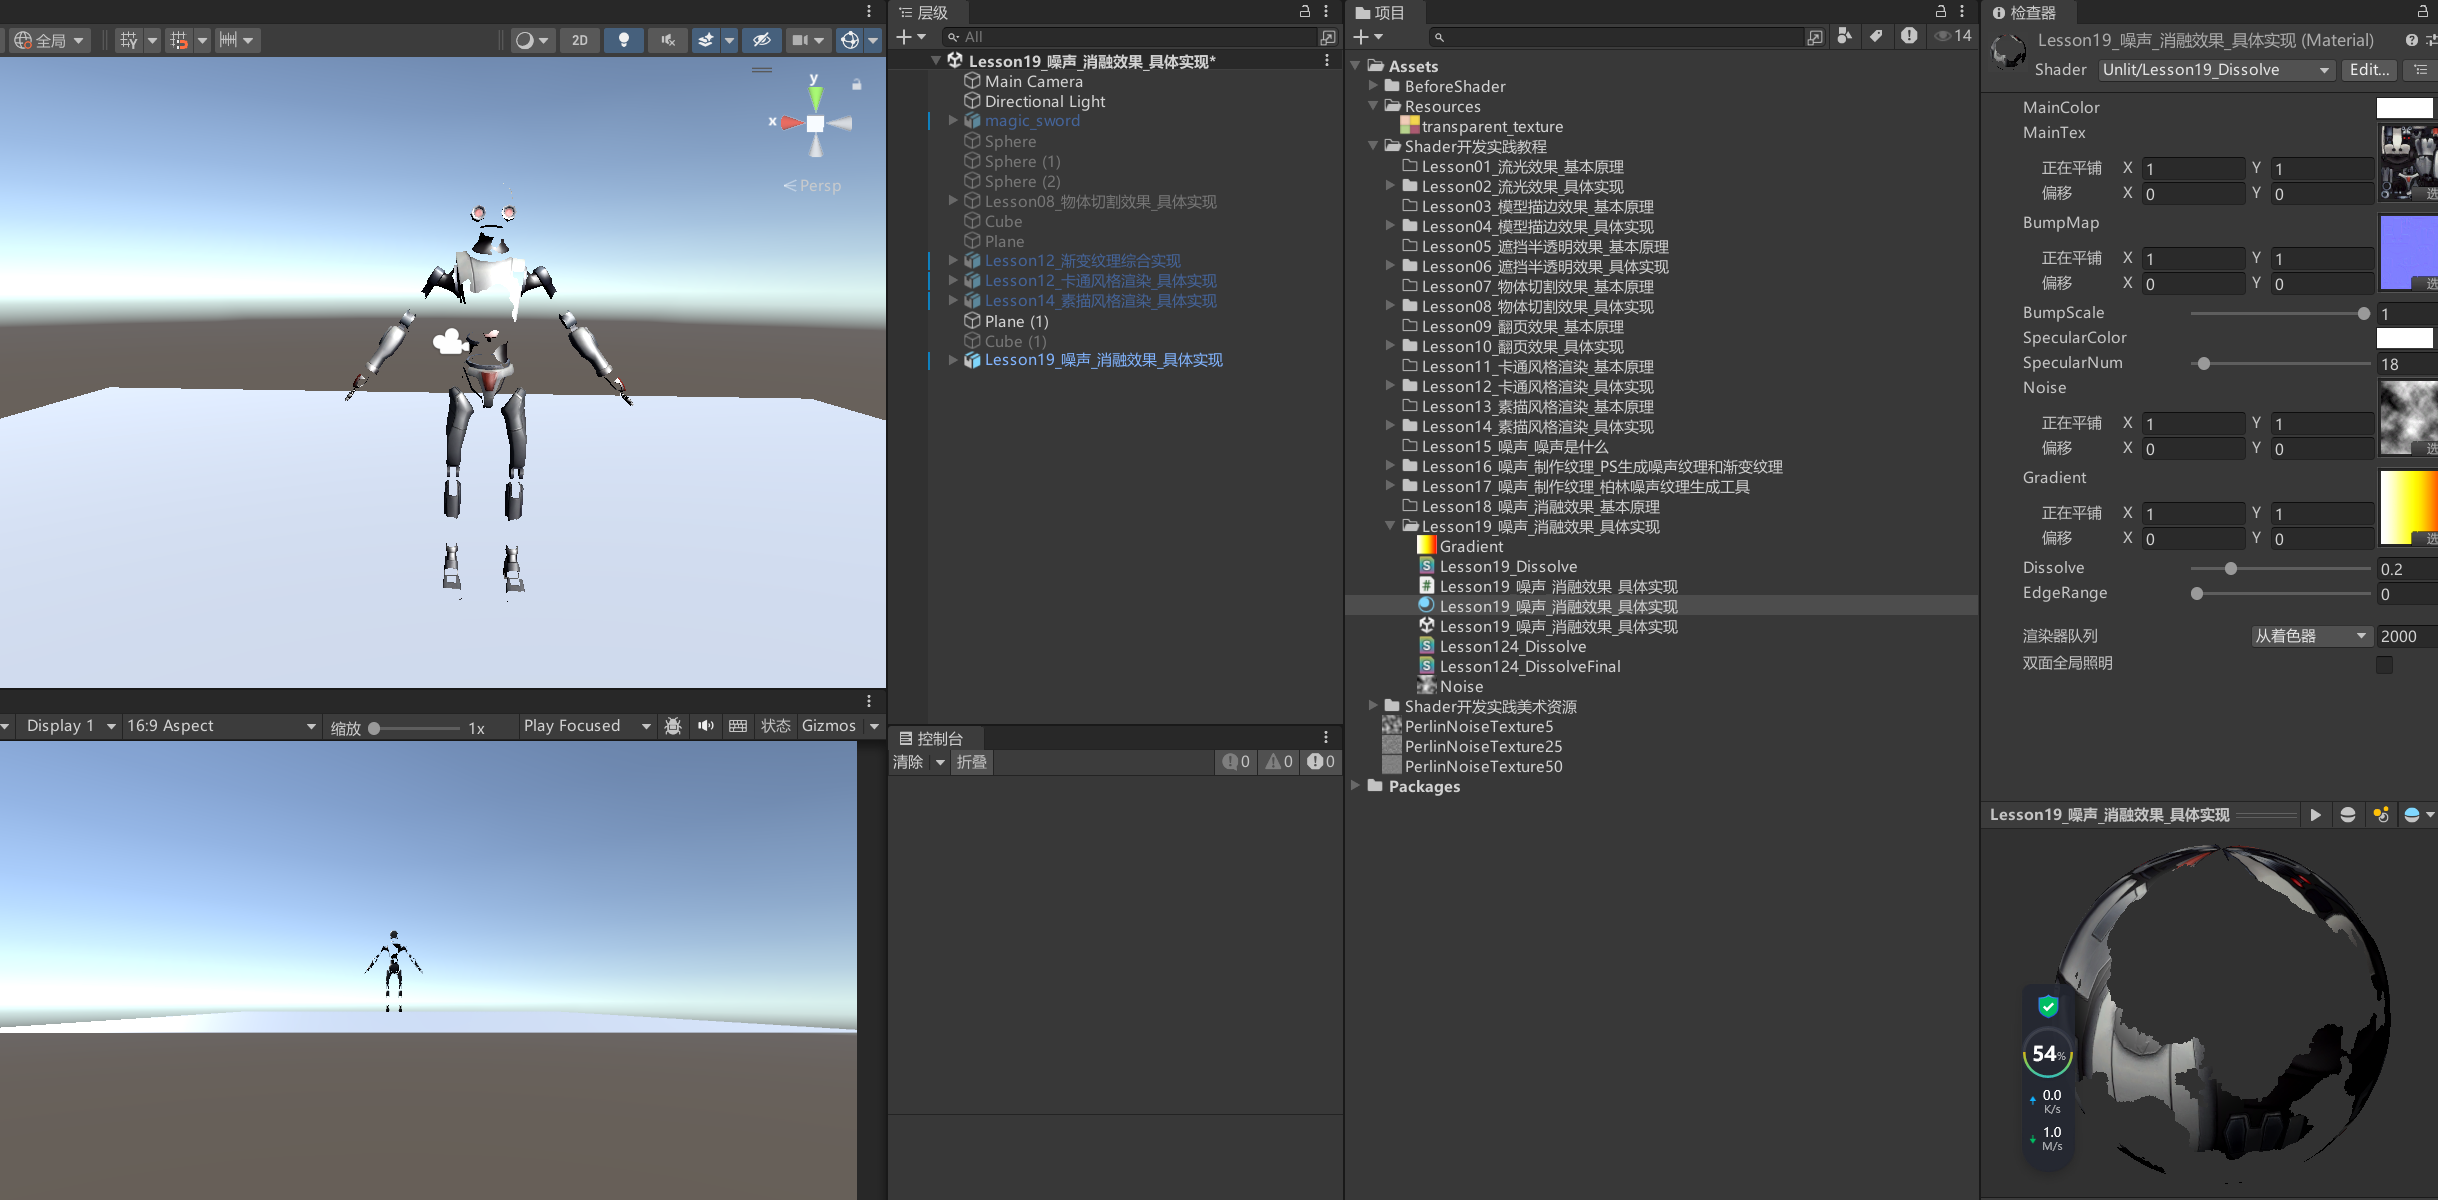 全局
2D
y
x
Persp
Display 1
16:9 Aspect
缩放
1x
Play Focused
状态
Gizmos
层级
All
Lesson19_噪声_消融效果_具体实现*
Main Camera
Directional Light
magic_sword
Sphere
Sphere (1)
Sphere (2)
Lesson08_物体切割效果_具体实现
Cube
Plane
Lesson12_渐变纹理综合实现
Lesson12_卡通风格渲染_具体实现
Lesson14_素描风格渲染_具体实现
Plane (1)
Cube (1)
Lesson19_噪声_消融效果_具体实现
控制台
清除
折叠
0
0
0
项目
14
Assets
BeforeShader
Resources
transparent_texture
Shader开发实践教程
Lesson01_流光效果_基本原理
Lesson02_流光效果_具体实现
Lesson03_模型描边效果_基本原理
Lesson04_模型描边效果_具体实现
Lesson05_遮挡半透明效果_基本原理
Lesson06_遮挡半透明效果_具体实现
Lesson07_物体切割效果_基本原理
Lesson08_物体切割效果_具体实现
Lesson09_翻页效果_基本原理
Lesson10_翻页效果_具体实现
Lesson11_卡通风格渲染_基本原理
Lesson12_卡通风格渲染_具体实现
Lesson13_素描风格渲染_基本原理
Lesson14_素描风格渲染_具体实现
Lesson15_噪声_噪声是什么
Lesson16_噪声_制作纹理_PS生成噪声纹理和渐变纹理
Lesson17_噪声_制作纹理_柏林噪声纹理生成工具
Lesson18_噪声_消融效果_基本原理
Lesson19_噪声_消融效果_具体实现
Gradient
Lesson19_Dissolve
Lesson19_噪声_消融效果_具体实现
Lesson19_噪声_消融效果_具体实现
Lesson19_噪声_消融效果_具体实现
Lesson124_Dissolve
Lesson124_DissolveFinal
Noise
Shader开发实践美术资源
PerlinNoiseTexture5
PerlinNoiseTexture25
PerlinNoiseTexture50
Packages
检查器
Lesson19_噪声_消融效果_具体实现 (Material)
Shader Unlit/Lesson19_Dissolve Edit...
MainColor
MainTex
正在平铺 X 1 Y 1
偏移 X 0 Y 0
选
BumpMap
正在平铺 X 1 Y 1
偏移 X 0 Y 0
选
BumpScale 1
SpecularColor
SpecularNum 18
Noise
正在平铺 X 1 Y 1
偏移 X 0 Y 0
选
Gradient
正在平铺 X 1 Y 1
偏移 X 0 Y 0
选
Dissolve 0.2
EdgeRange 0
渲染器队列 从着色器 2000
双面全局照明
Lesson19_噪声_消融效果_具体实现
54%
0.0
K/s
1.0
M/s